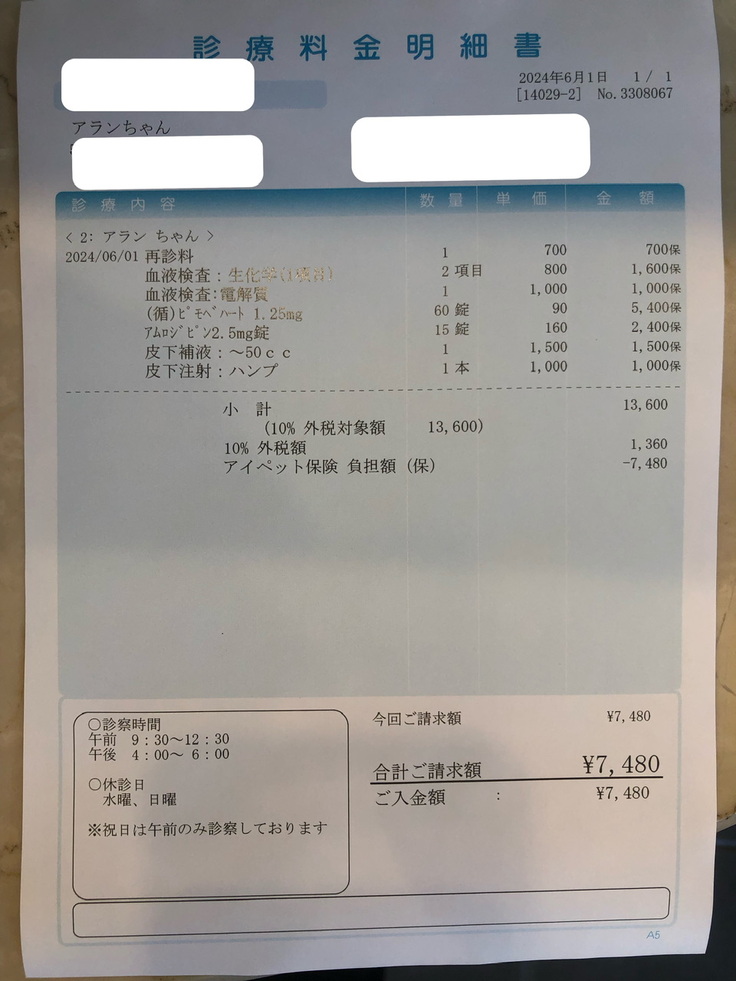 診療料金明細書
2024年6月1日 1/ 1
[14029-2] No.3308067
アランちゃん
診療内容 数量 単価 金額
< 2: アラン ちゃん >
2024/06/01 再診料 1 700 700保
血液検査：生化学(1項目) 2 項目 800 1,600保
血液検査:電解質 1 1,000 1,000保
(循)ﾋﾟﾓﾍﾞﾊｰﾄ 1.25mg 60 錠 90 5,400保
ｱﾑﾛｼﾞﾋﾟﾝ2.5mg錠 15 錠 160 2,400保
皮下補液：～50ｃｃ 1 1,500 1,500保
皮下注射：ハンプ 1 本 1,000 1,000保
小 計 13,600
(10% 外税対象額 13,600)
10% 外税額 1,360
アイペット保険 負担額（保） -7,480
○診察時間
午前 9：30～12：30
午後 4：00～ 6：00
○休診日
水曜、日曜
※祝日は午前のみ診察しております
今回ご請求額 ¥7,480
合計ご請求額 ¥7,480
ご入金額 : ¥7,480
A5